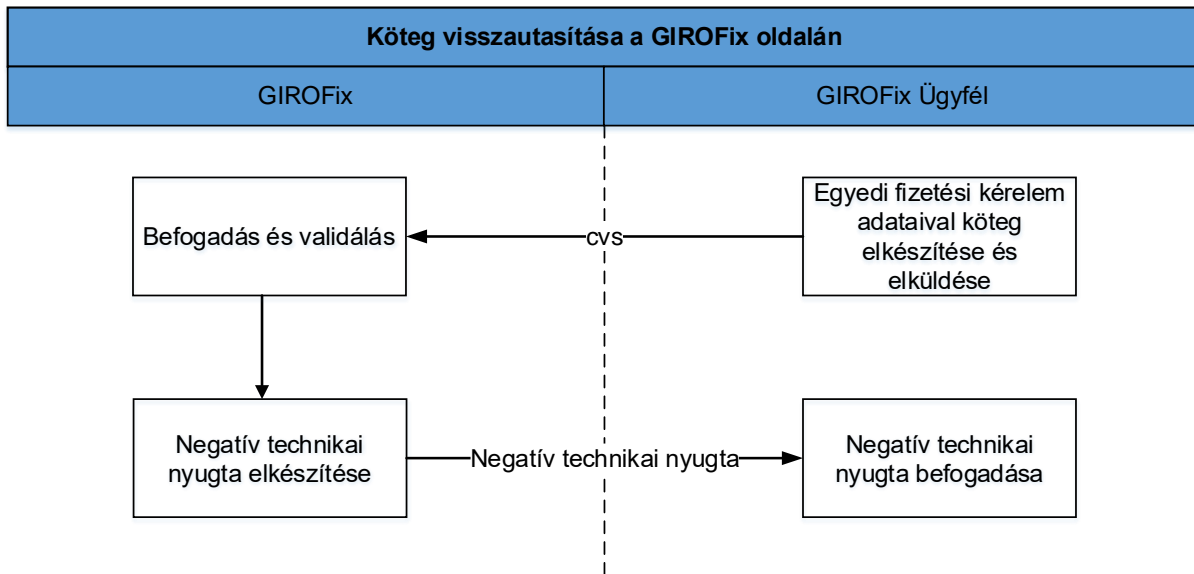 Köteg visszautasítása a GIROFix oldalán
GIROFix
GIROFix Ügyfél
Befogadás és validálás
cvs
Egyedi fizetési kérelem
adataival köteg
elkészítése és
elküldése
Negatív technikai
nyugta elkészítése
Negatív technikai nyugta
Negatív technikai
nyugta befogadása